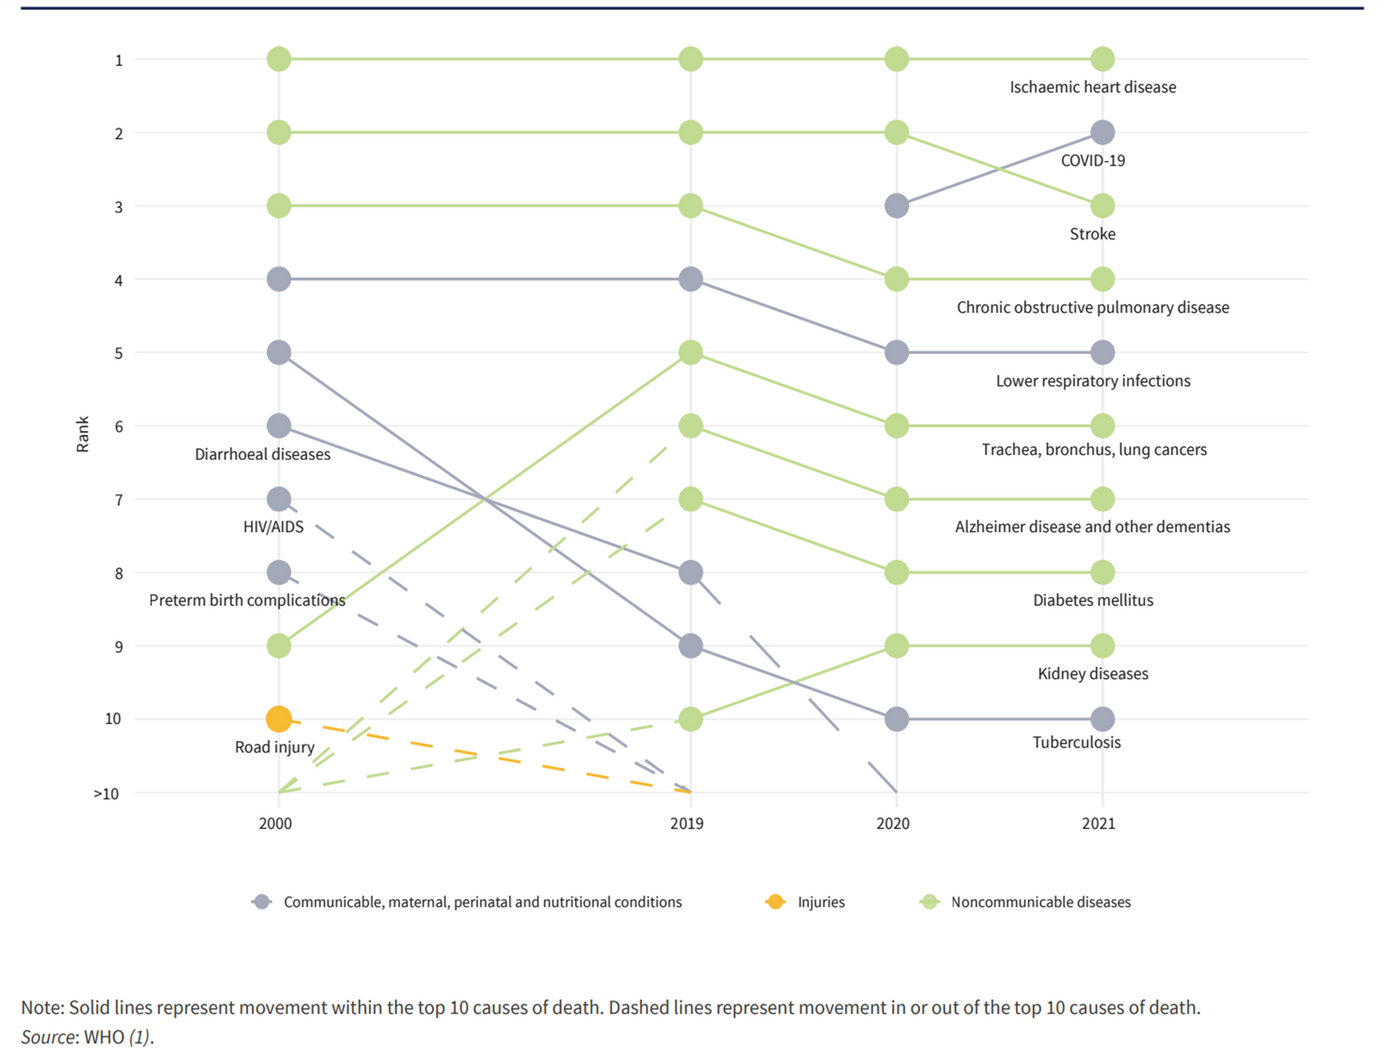 1
Ischaemic heart disease
2
COVID-19
3
Stroke
4
Chronic obstructive pulmonary disease
5
Lower respiratory infections
Rank
6
Trachea, bronchus, lung cancers
Diarrhoeal diseases
7
Alzheimer disease and other dementias
HIV/AIDS
8
Diabetes mellitus
Preterm birth complications
9
Kidney diseases
10
Tuberculosis
Road injury
>10
2000 2019 2020 2021
Communicable, maternal, perinatal and nutritional conditions Injuries Noncommunicable diseases
Note: Solid lines represent movement within the top 10 causes of death. Dashed lines represent movement in or out of the top 10 causes of death.
Source: WHO (1).